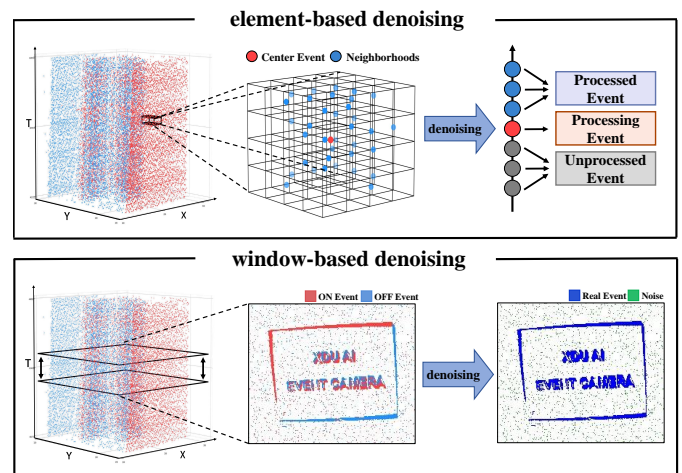 element-based denoising
Center Event
Neighborhoods
T
Y
X
denoising
Processed
Event
Processing
Event
Unprocessed
Event
window-based denoising
ON Event
OFF Event
Real Event
Noise
T
Y
X
XDU AI
EVENT CAMERA
denoising
XDU AI
EVENT CAMERA